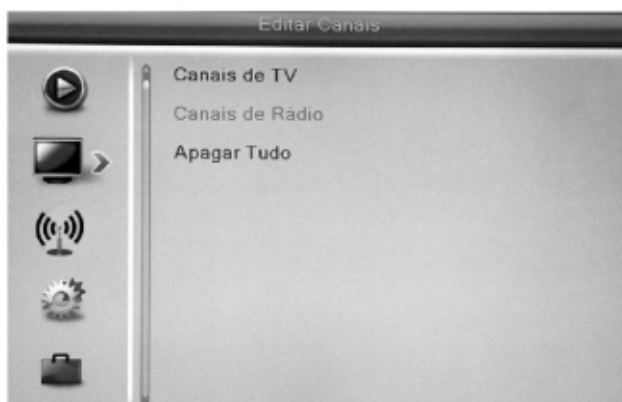 Editar Canais
Canais de TV
Canais de Rádio
Apagar Tudo